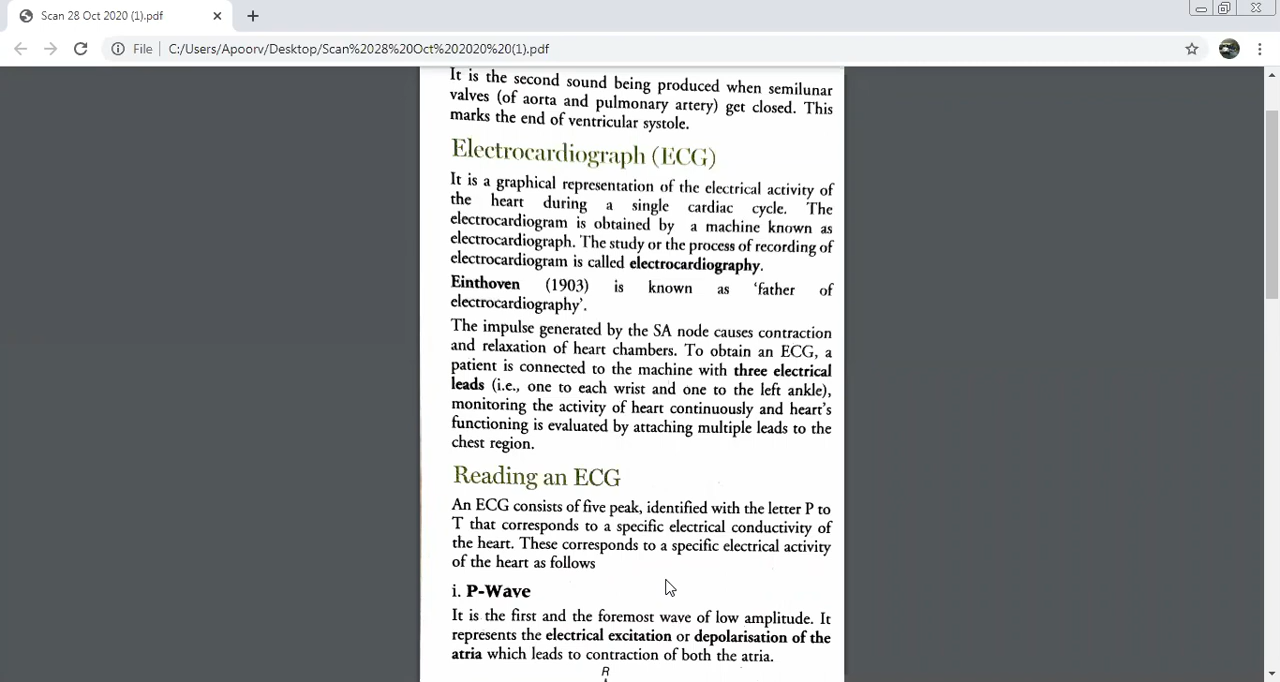 Scan 28 Oct 2020 (1).pdf
File
C:/Users/Apoorv/Desktop/Scan%2028%20Oct%202020%20(1).pdf
It is the second sound being produced when semilunar
valves (of aorta and pulmonary artery) get closed. This
marks the end of ventricular systole.
Electrocardiograph (ECG)
It is a graphical representation of the electrical activity of
the heart during a single cardiac cycle. The
electrocardiogram is obtained by a machine known as
electrocardiograph. The study or the process of recording of
electrocardiogram is called electrocardiography.
Einthoven (1903) is known as 'father of
electrocardiography'.
The impulse generated by the SA node causes contraction
and relaxation of heart chambers. To obtain an ECG, a
patient is connected to the machine with three electrical
leads (i.e., one to each wrist and one to the left ankle),
monitoring the activity of heart continuously and heart's
functioning is evaluated by attaching multiple leads to the
chest region.
Reading an ECG
An ECG consists of five peak, identified with the letter P to
T that corresponds to a specific electrical conductivity of
the heart. These corresponds to a specific electrical activity
of the heart as follows
i. P-Wave
It is the first and the foremost wave of low amplitude. It
represents the electrical excitation or depolarisation of the
atria which leads to contraction of both the atria.
R